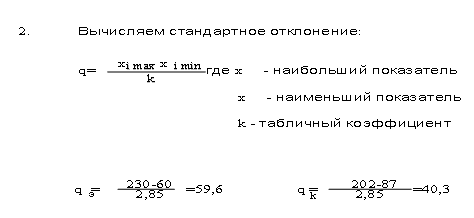 2. Вычисляем стандартное отклонение:
q= xi max x i min / k где x - наибольший показатель
x - наименьший показатель
k - табличный коэффициент
q э = 230-60 / 2,85 =59,6 q k = 202-87 / 2,85 =40,3